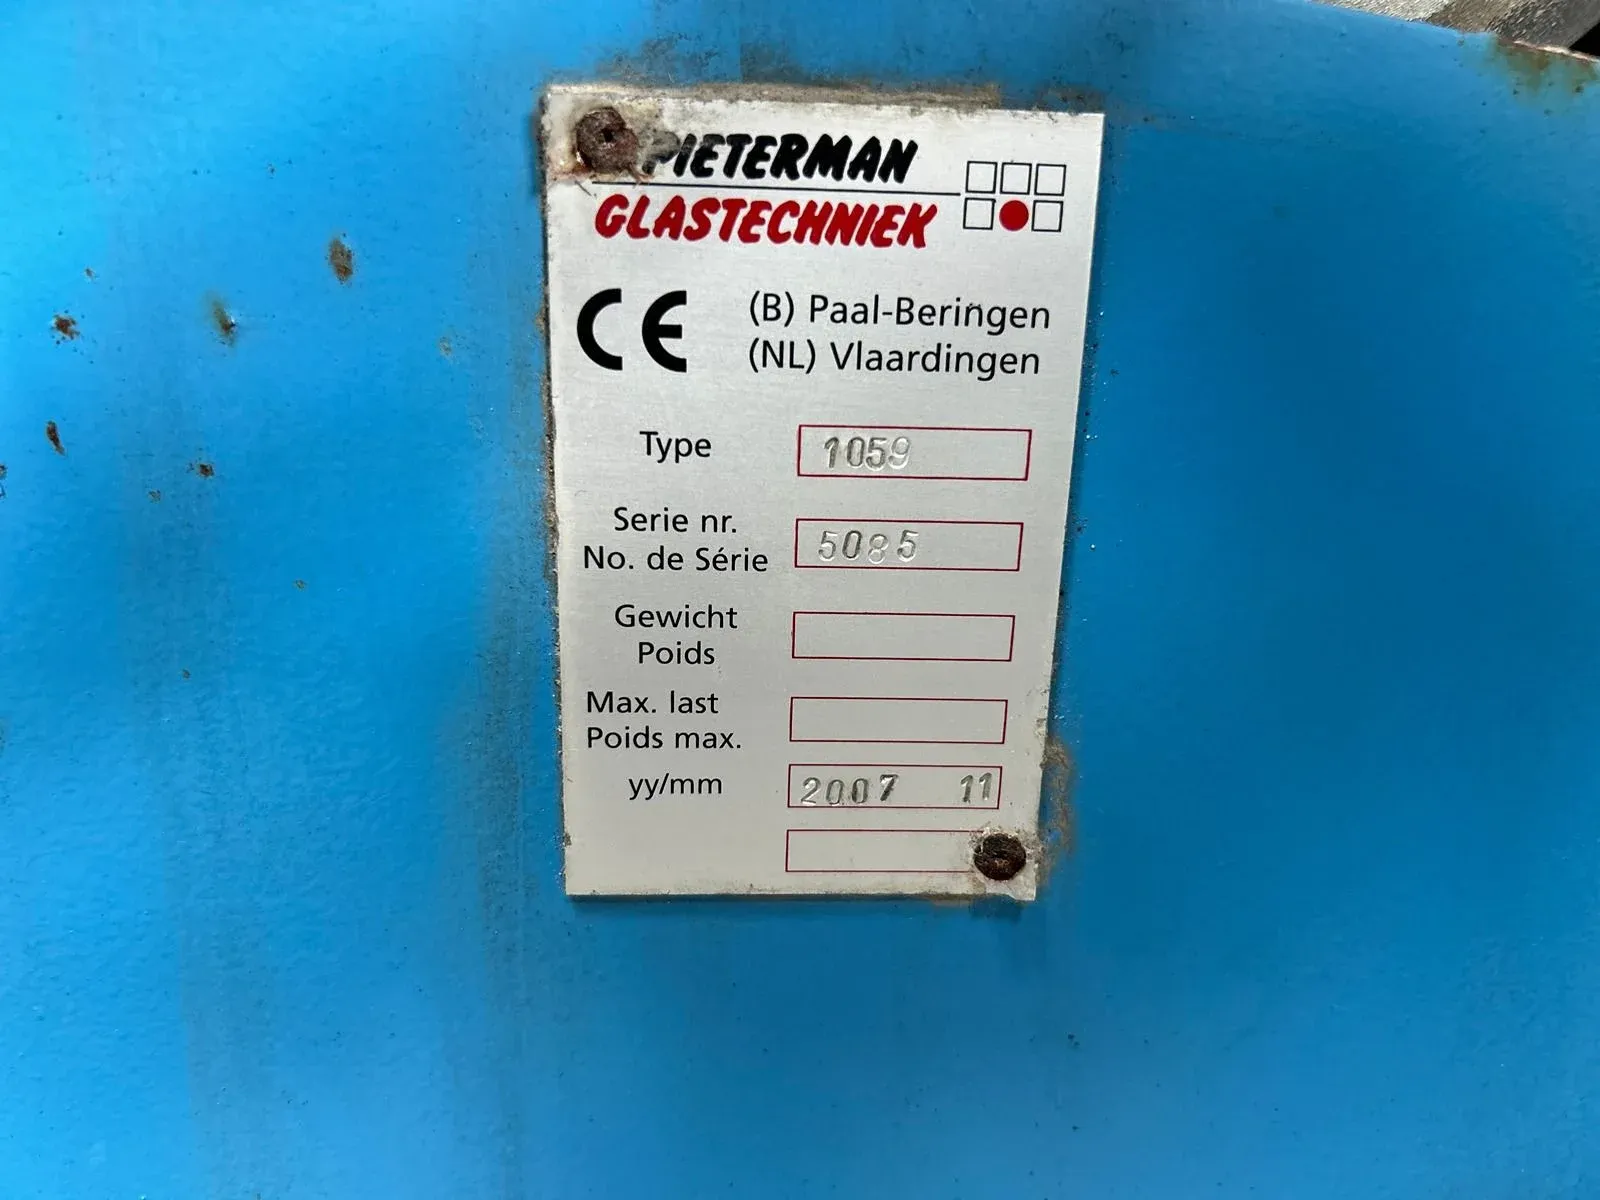 PIETERMAN
GLASTECHNIEK
CE
(B) Paal-Beringen
(NL) Vlaardingen
Type 1059
Serie nr.
No. de Série 5085
Gewicht
Poids
Max. last
Poids max.
yy/mm 2007 11